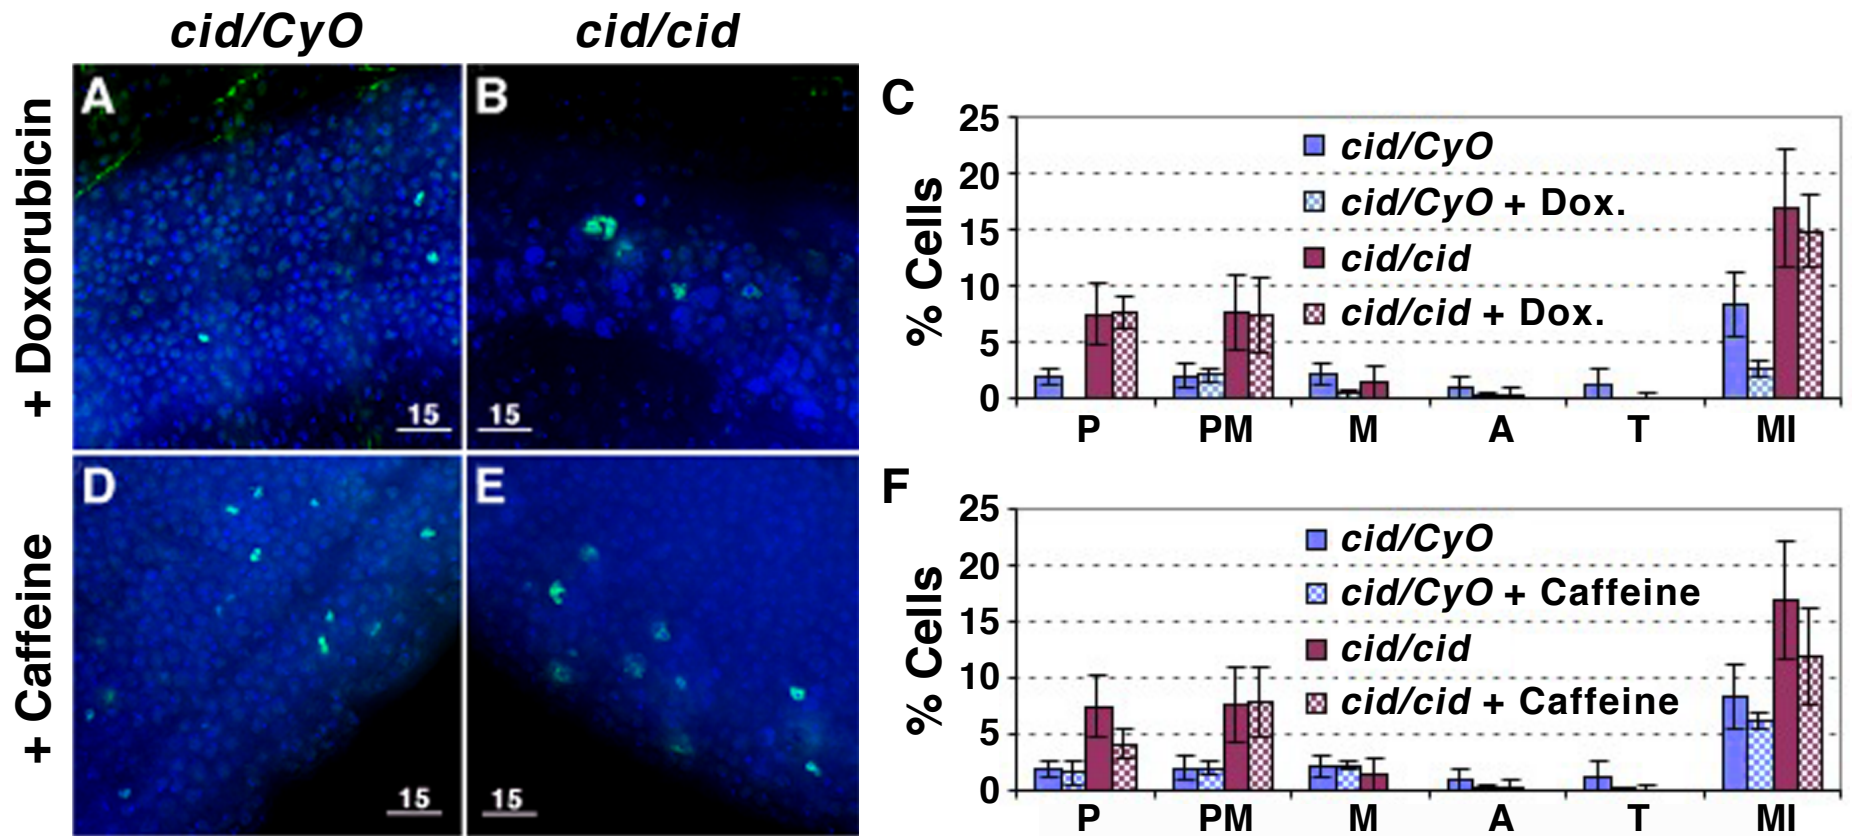 cid/CyO
cid/cid
+ Doxorubicin
A
15
B
15
C
% Cells
25
20
15
10
5
0
cid/CyO
cid/CyO + Dox.
cid/cid
cid/cid + Dox.
P PM M A T MI
+ Caffeine
D
15
E
15
F
% Cells
25
20
15
10
5
0
cid/CyO
cid/CyO + Caffeine
cid/cid
cid/cid + Caffeine
P PM M A T MI